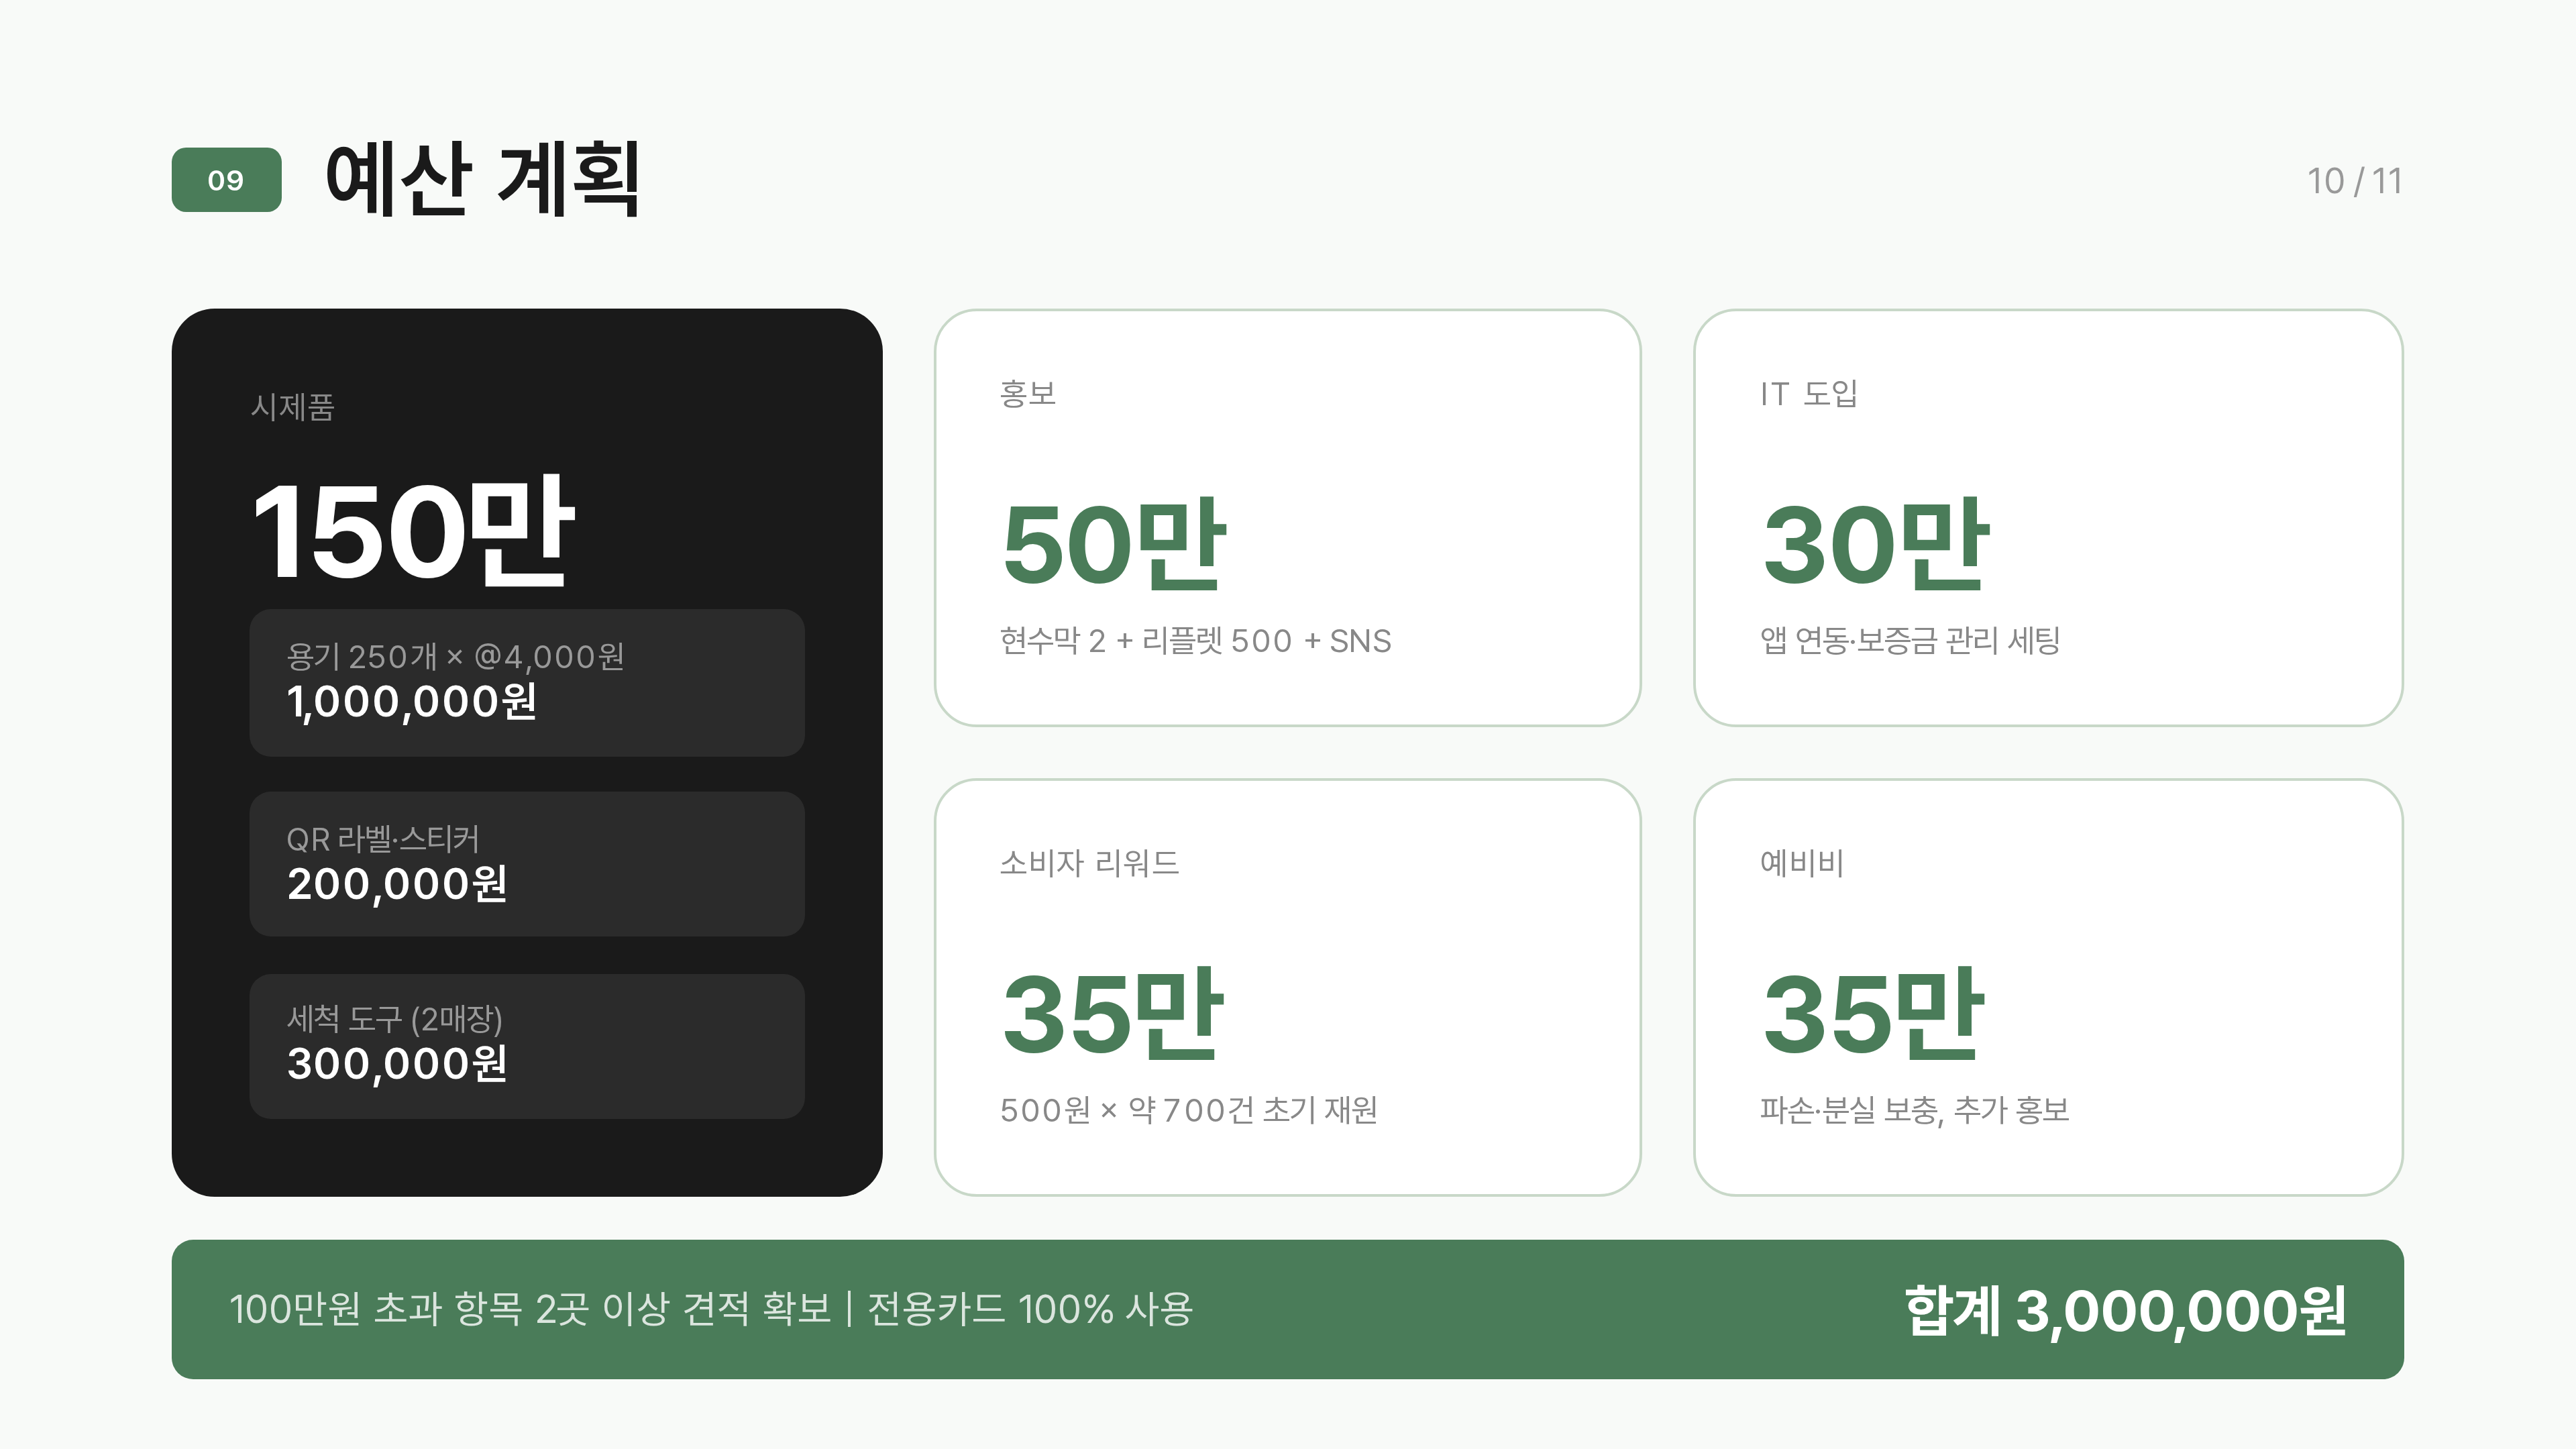 09
예산 계획
10 / 11
시제품
150만
용기 250개 × @4,000원
1,000,000원
QR 라벨·스티커
200,000원
세척 도구 (2매장)
300,000원
홍보
50만
현수막 2 + 리플렛 500 + SNS
IT 도입
30만
앱 연동·보증금 관리 세팅
소비자 리워드
35만
500원 × 약 700건 초기 재원
예비비
35만
파손·분실 보충, 추가 홍보
100만원 초과 항목 2곳 이상 견적 확보 | 전용카드 100% 사용
합계 3,000,000원